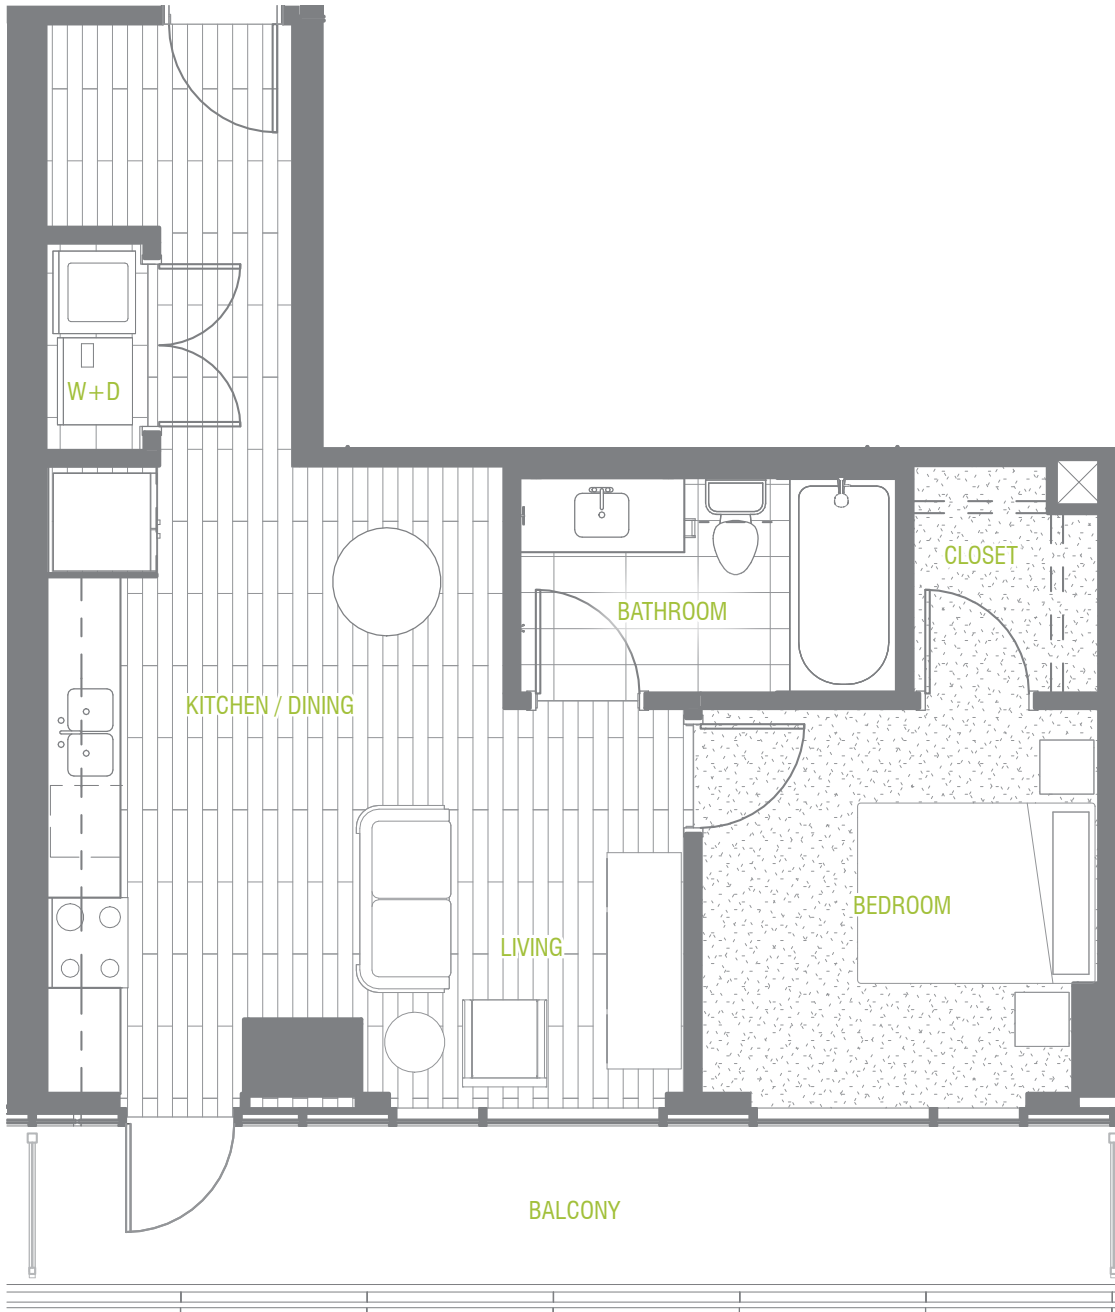 W+D
CLOSET
BATHROOM
KITCHEN / DINING
BEDROOM
LIVING
BALCONY